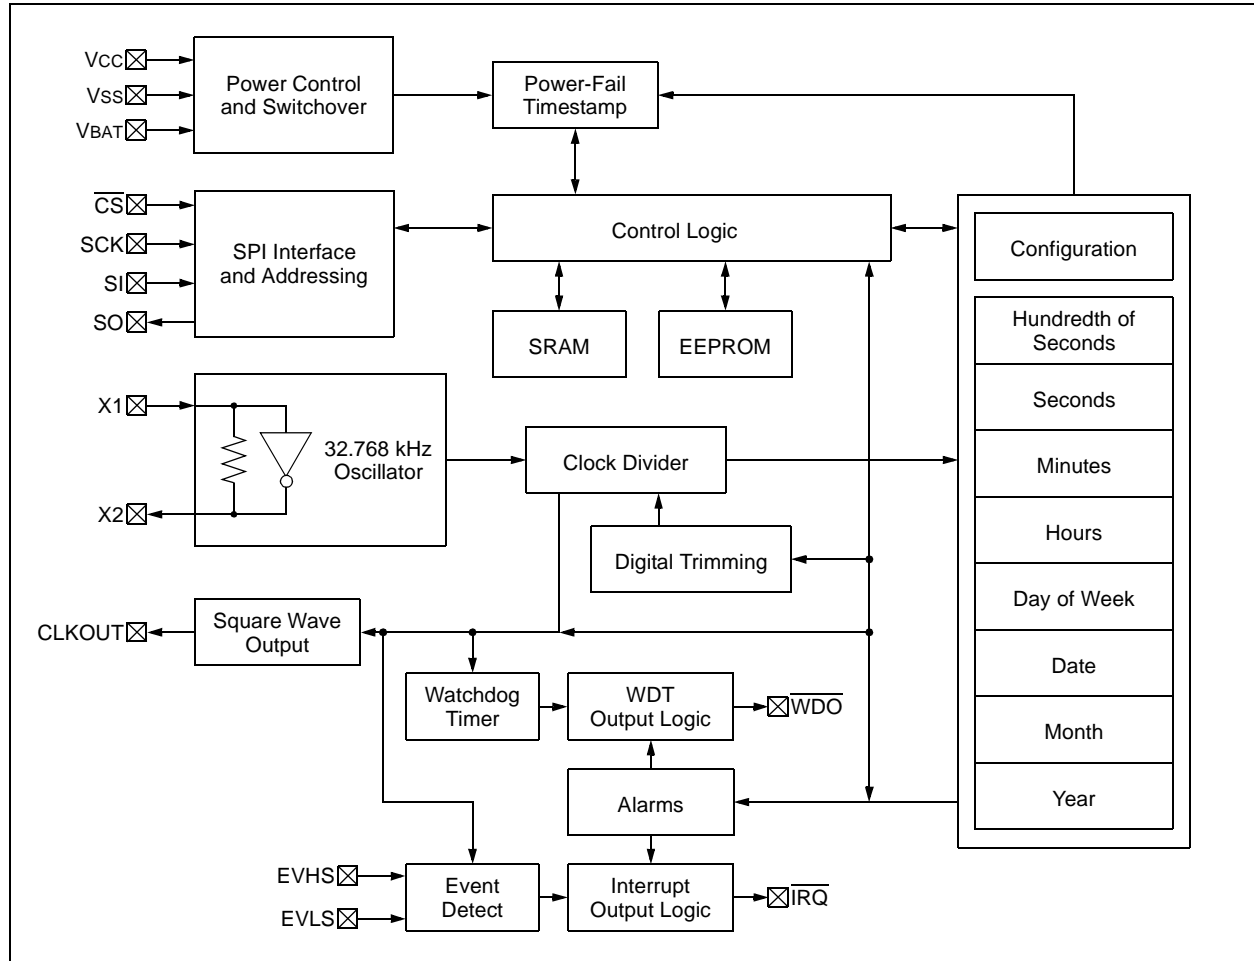 VCC
VSS
VBAT
Power Control
and Switchover
Power-Fail
Timestamp
CS
SCK
SI
SO
SPI Interface
and Addressing
Control Logic
SRAM
EEPROM
Configuration
Hundredth of
Seconds
Seconds
Minutes
Hours
Day of Week
Date
Month
Year
X1
X2
32.768 kHz
Oscillator
Clock Divider
Digital Trimming
CLKOUT
Square Wave
Output
Watchdog
Timer
WDT
Output Logic
WDO
Alarms
EVHS
EVLS
Event
Detect
Interrupt
Output Logic
IRQ